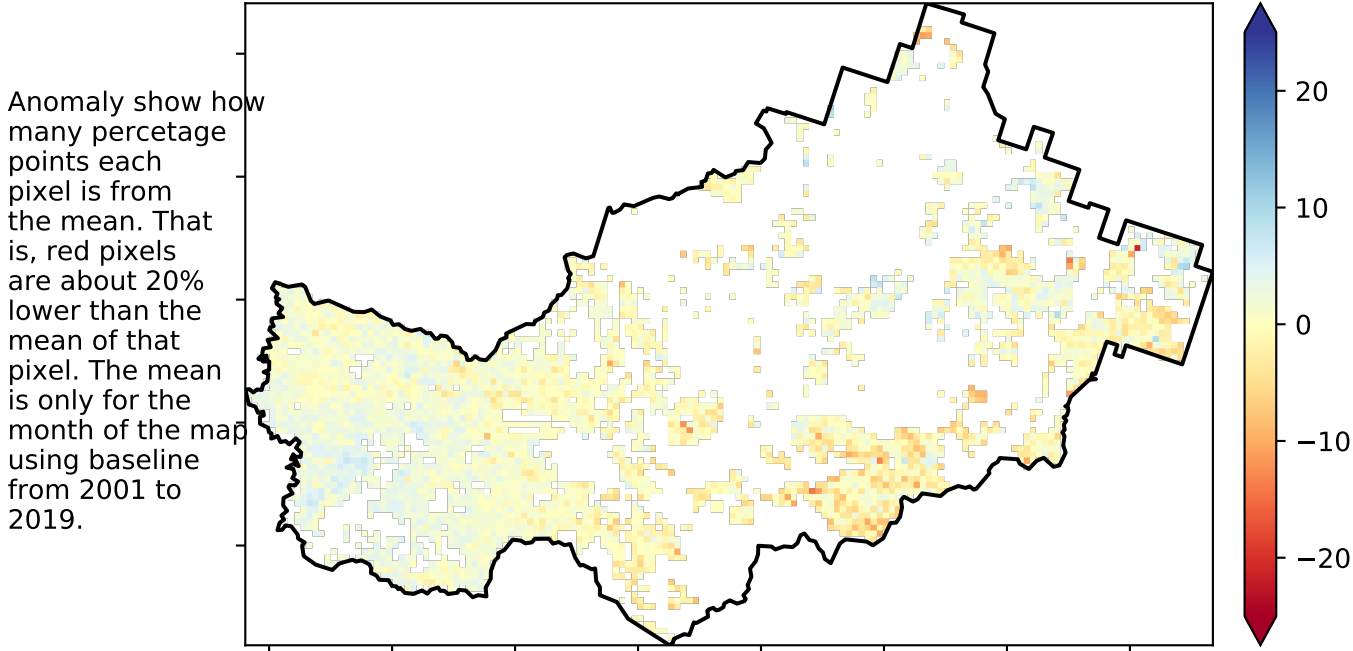 Anomaly show how
many percetage
points each
pixel is from
the mean. That
is, red pixels
are about 20%
lower than the
mean of that
pixel. The mean
is only for the
month of the map
using baseline
from 2001 to
2019.
20
10
0
−10
−20